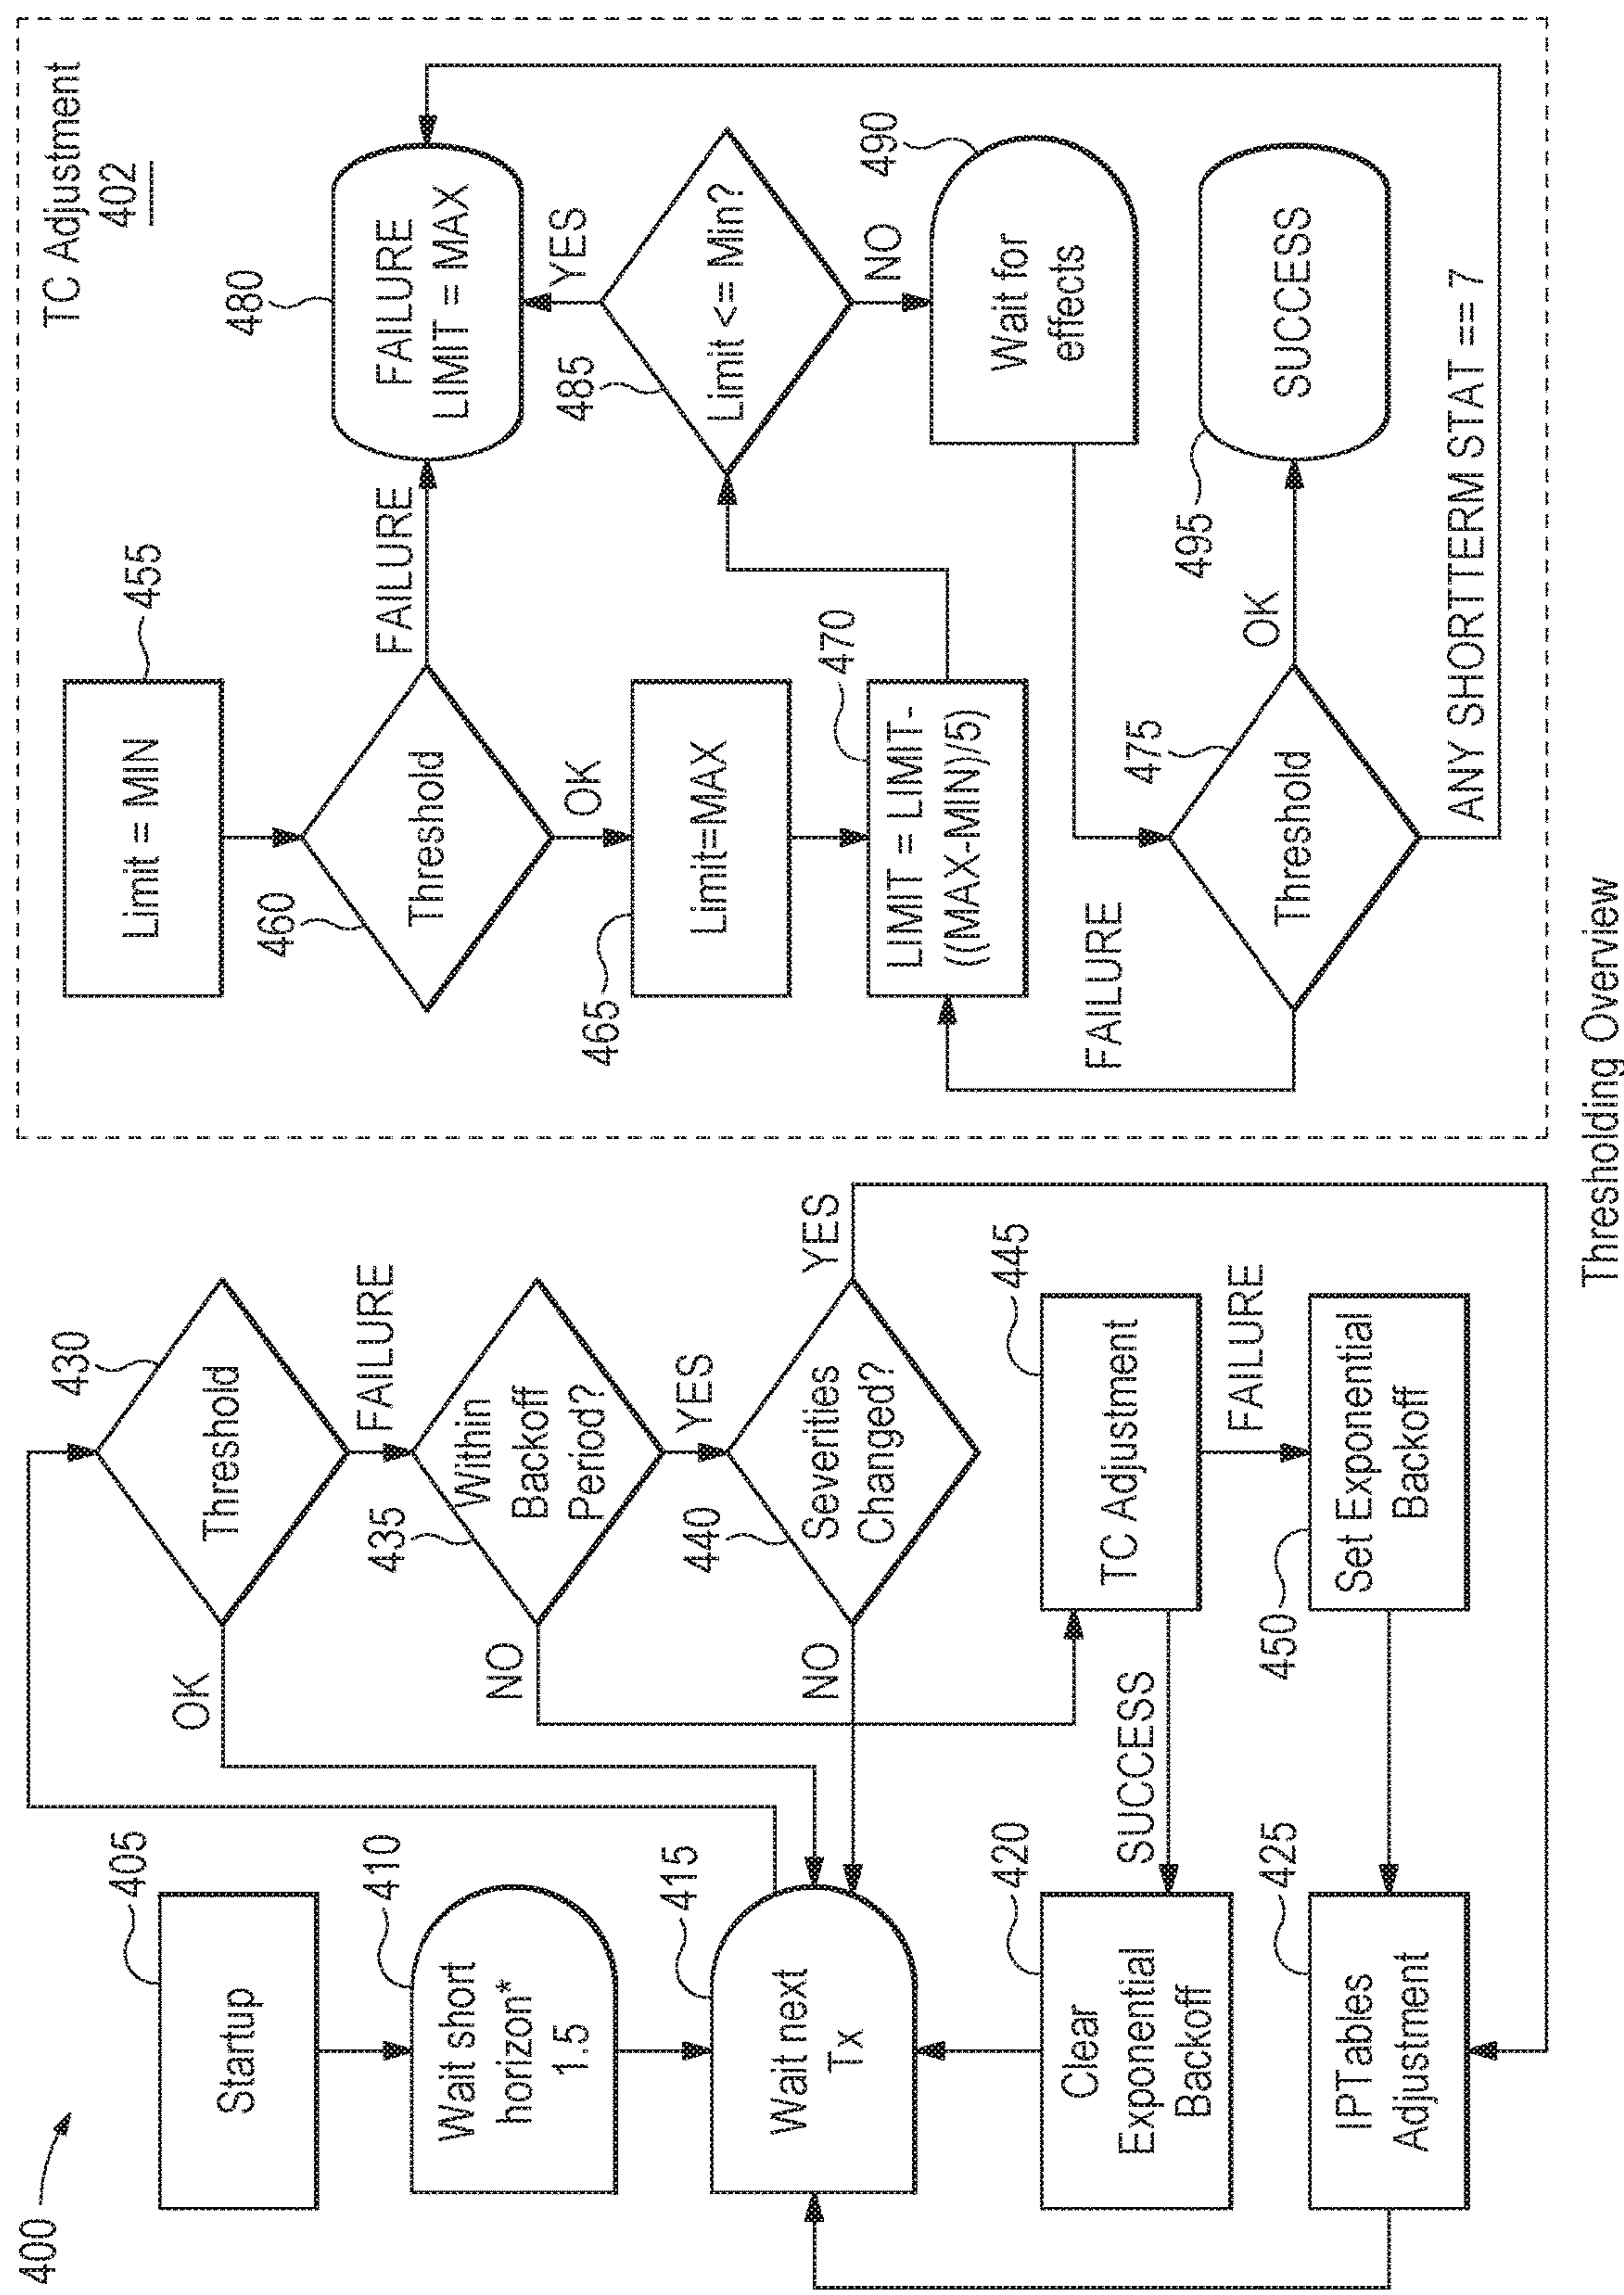 400
405
Startup
410
Wait short
horizon*
1.5
415
Wait next
Tx
420
Clear
Exponential
Backoff
425
IPTables
Adjustment
430
Threshold
OK
FAILURE
435
Within
Backoff
Period?
NO
YES
440
Severities
Changed?
NO
YES
445
TC Adjustment
SUCCESS
FAILURE
450
Set Exponential
Backoff
TC Adjustment
402
455
Limit = MIN
460
Threshold
FAILURE
OK
465
Limit=MAX
470
LIMIT = LIMIT-
((MAX-MIN)/5)
475
Threshold
FAILURE
OK
ANY SHORTTERM STAT == 7
480
FAILURE
LIMIT = MAX
YES
485
Limit <= Min?
NO
490
Wait for
effects
495
SUCCESS
Thresholding Overview